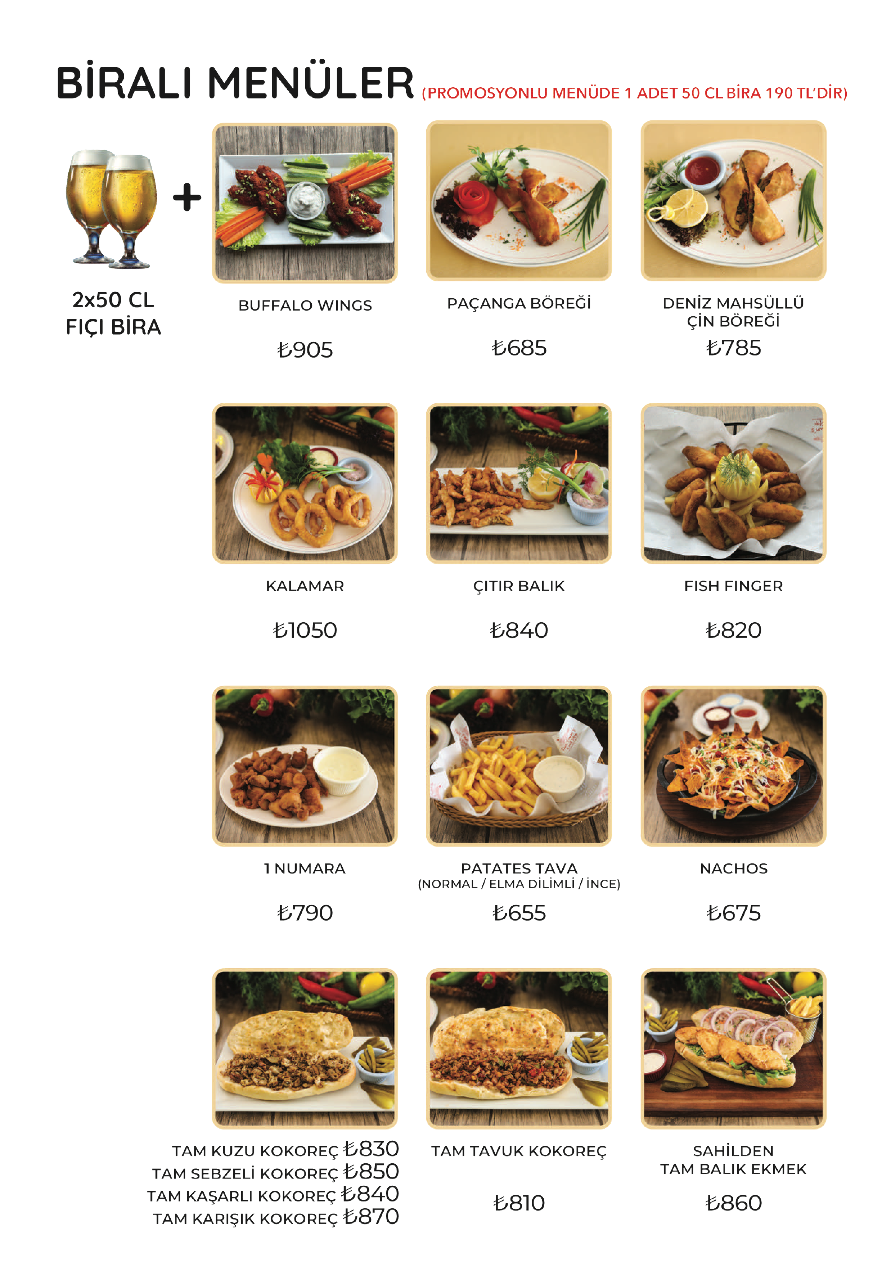 BİRALI MENÜLER (PROMOSYONLU MENÜDE 1 ADET 50 CL BİRA 190 TL'DİR)
+
2x50 CL
FIÇI BİRA
BUFFALO WINGS
₺905
PAÇANGA BÖREĞİ
₺685
DENİZ MAHSÜLLÜ
ÇİN BÖREĞİ
₺785
KALAMAR
₺1050
ÇITIR BALIK
₺840
FISH FINGER
₺820
1 NUMARA
₺790
PATATES TAVA
(NORMAL / ELMA DİLİMLİ / İNCE)
₺655
NACHOS
₺675
TAM KUZU KOKOREÇ ₺830
TAM SEBZELİ KOKOREÇ ₺850
TAM KAŞARLI KOKOREÇ ₺840
TAM KARIŞIK KOKOREÇ ₺870
TAM TAVUK KOKOREÇ
₺810
SAHİLDEN
TAM BALIK EKMEK
₺860